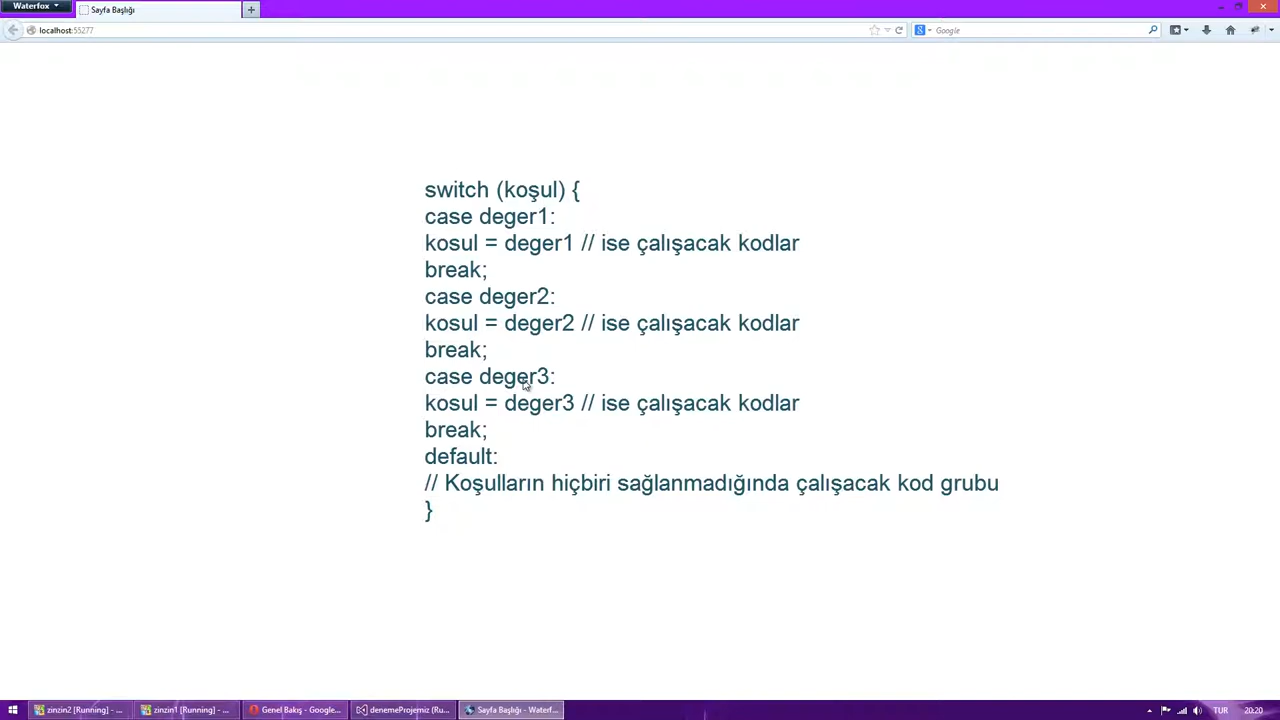 Waterfox
Sayfa Başlığı
localhost:55277
Google
switch (koşul) {
case deger1:
kosul = deger1 // ise çalışacak kodlar
break;
case deger2:
kosul = deger2 // ise çalışacak kodlar
break;
case deger3:
kosul = deger3 // ise çalışacak kodlar
break;
default:
// Koşulların hiçbiri sağlanmadığında çalışacak kod grubu
}
zinzin2 [Running] - ...
zinzin1 [Running] - ...
Genel Bakış - Google...
denemeProjemiz (Ru...
Sayfa Başlığı - Waterf...
TUR
20:20